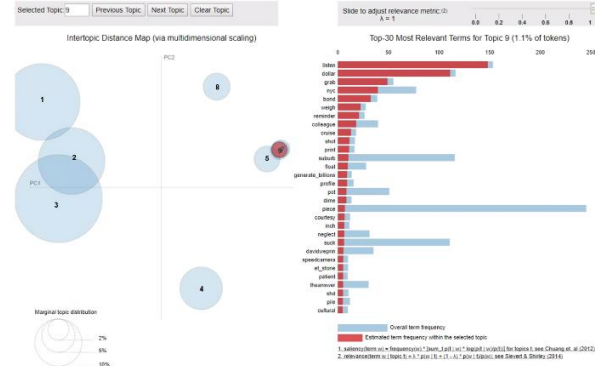 Selected Topic: 9 Previous Topic Next Topic Clear Topic
Slide to adjust relevance metric:(2)
λ = 1
0.0 0.2 0.4 0.6 0.8 1
Intertopic Distance Map (via multidimensional scaling)
PC2
PC1
1
2
3
4
5
8
9
Marginal topic distribution
2%
5%
10%
Top-30 Most Relevant Terms for Topic 9 (1.1% of tokens)
0 50 100 150 200 250
listen
dollar
grab
nyc
bond
weigh
reminder
colleague
cruise
shot
print
suburb
float
generate_billions
profile
pot
dime
piece
courtesy
inch
neglect
suck
davidvegnn
speedcamera
el_stone
patient
theanswer
shd
pie
cultural
Overall term frequency
Estimated term frequency within the selected topic
1. saliency(term w) = frequency(w) * [sum_t p(t | w) * log(p(t | w)/p(t))] for topics t; see Chuang et. al (2012)
2. relevance(term w | topic t) = λ * p(w | t) + (1 - λ) * p(w | t)/p(w); see Sievert & Shirley (2014)